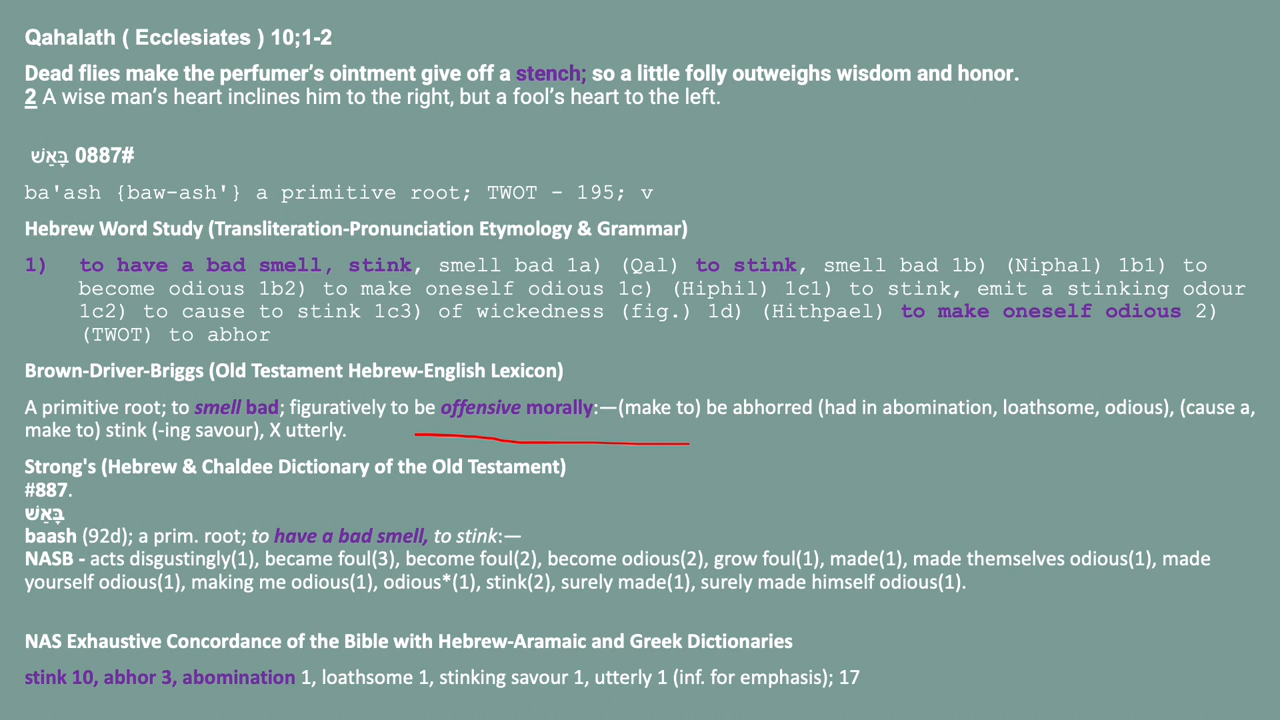 Qahalath ( Ecclesiates ) 10;1-2
Dead flies make the perfumer’s ointment give off a stench; so a little folly outweighs wisdom and honor.
2 A wise man’s heart inclines him to the right, but a fool’s heart to the left.
בָּאַשׁ 0887#
ba'ash {baw-ash'} a primitive root; TWOT - 195; v
Hebrew Word Study (Transliteration-Pronunciation Etymology & Grammar)
1) to have a bad smell, stink, smell bad 1a) (Qal) to stink, smell bad 1b) (Niphal) 1b1) to
become odious 1b2) to make oneself odious 1c) (Hiphil) 1c1) to stink, emit a stinking odour
1c2) to cause to stink 1c3) of wickedness (fig.) 1d) (Hithpael) to make oneself odious 2)
(TWOT) to abhor
Brown-Driver-Briggs (Old Testament Hebrew-English Lexicon)
A primitive root; to smell bad; figuratively to be offensive morally:—(make to) be abhorred (had in abomination, loathsome, odious), (cause a,
make to) stink (-ing savour), X utterly.
Strong's (Hebrew & Chaldee Dictionary of the Old Testament)
#887.
בָּאַשׁ
baash (92d); a prim. root; to have a bad smell, to stink:—
NASB - acts disgustingly(1), became foul(3), become foul(2), become odious(2), grow foul(1), made(1), made themselves odious(1), made
yourself odious(1), making me odious(1), odious*(1), stink(2), surely made(1), surely made himself odious(1).
NAS Exhaustive Concordance of the Bible with Hebrew-Aramaic and Greek Dictionaries
stink 10, abhor 3, abomination 1, loathsome 1, stinking savour 1, utterly 1 (inf. for emphasis); 17